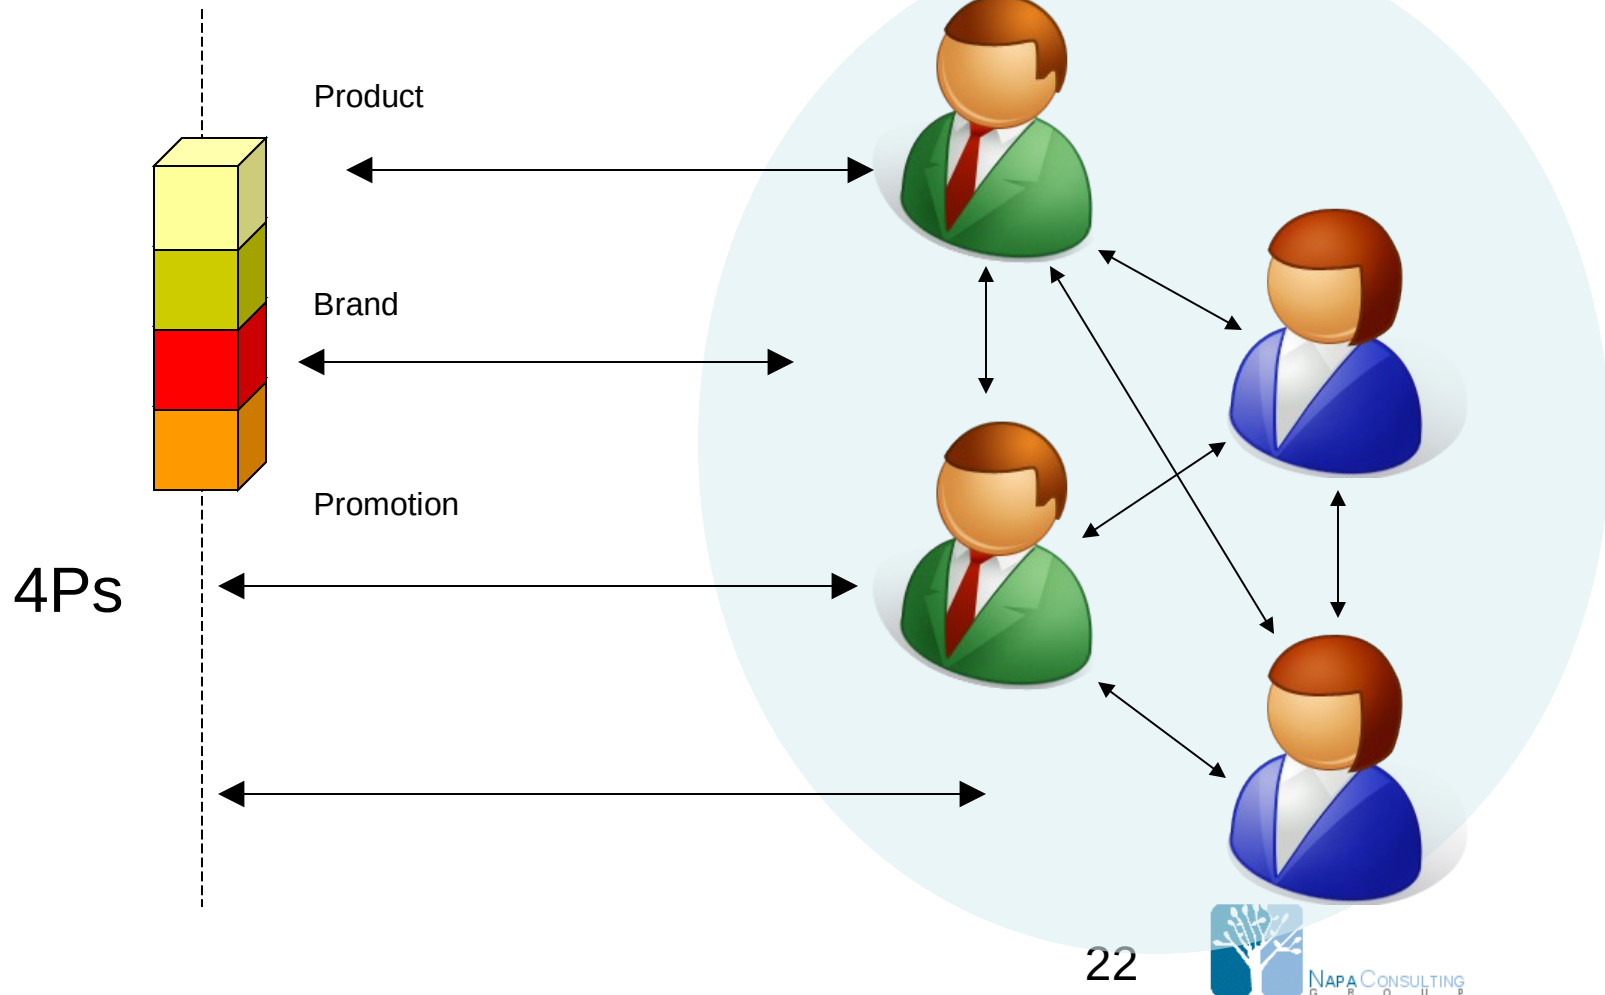 Product
Brand
Promotion
4Ps
22
NAPA CONSULTING
G R O U P